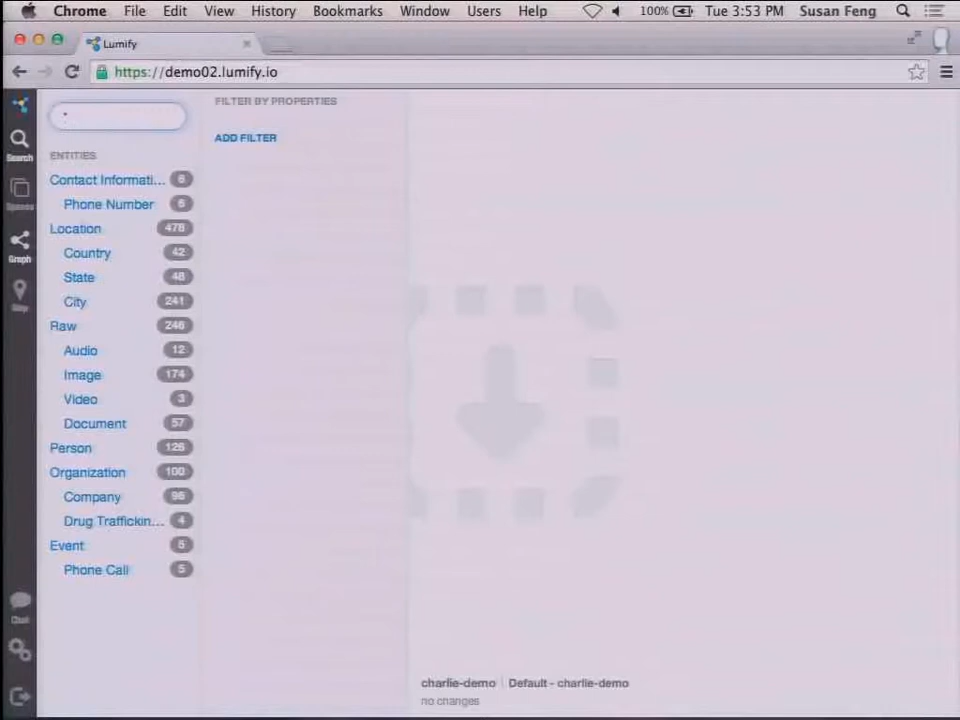 Chrome File Edit View History Bookmarks Window Users Help 100% Tue 3:53 PM Susan Feng
Lumify
https://demo02.lumify.io
*
FILTER BY PROPERTIES
ADD FILTER
Search
Graph
Chat
ENTITIES
Contact Informati... 6
Phone Number 6
Location 478
Country 42
State 48
City 241
Raw 246
Audio 12
Image 174
Video 3
Document 57
Person 126
Organization 100
Company 96
Drug Traffickin... 4
Event 5
Phone Call 5
charlie-demo Default - charlie-demo
no changes